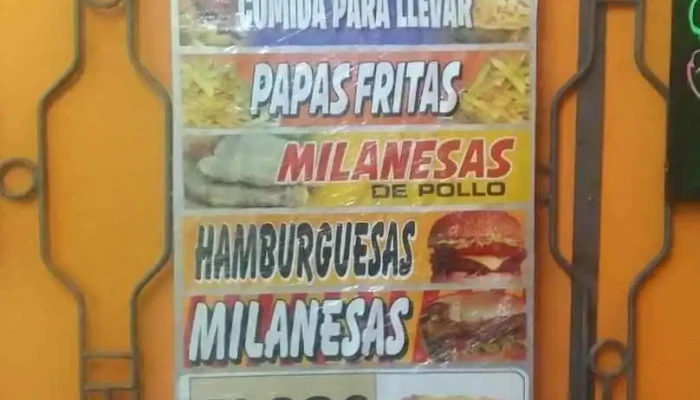 COMIDA PARA LLEVAR
PAPAS FRITAS
MILANESAS
DE POLLO
HAMBURGUESAS
MILANESAS